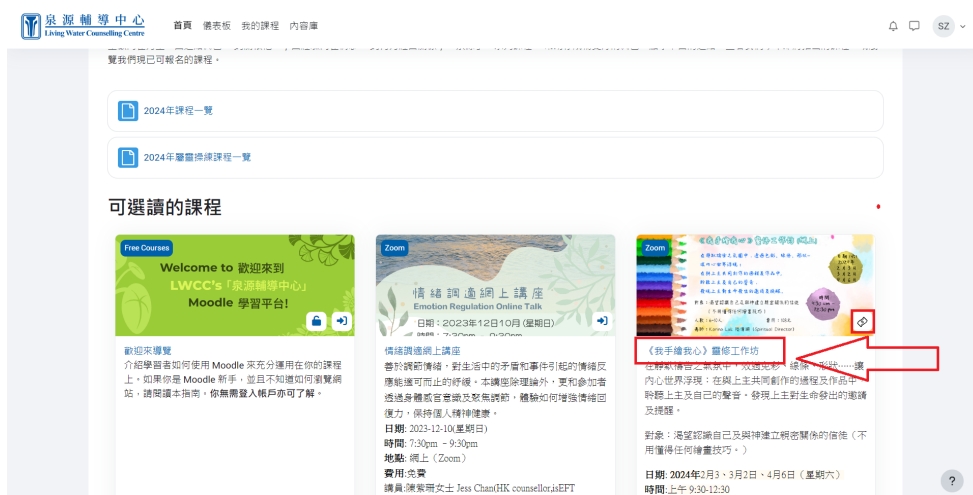 泉源輔導中心
Living Water Counselling Centre
首頁 儀表板 我的課程 內容庫
SZ
覽我們現已可報名的課程。
2024年課程一覽
2024年屬靈操練課程一覽
可選讀的課程
Free Courses
Welcome to 歡迎來到
LWCC's「泉源輔導中心」
Moodle 學習平台!
歡迎來導覽
介紹學習者如何使用 Moodle 來充分運用在你的課程
上。如果你是 Moodle 新手，並且不知道如何瀏覽網
站，請閱讀本指南。你無需登入帳戶亦可了解。
Zoom
情緒調適網上講座
Emotion Regulation Online Talk
日期：2023年12月10月(星期日)
時間：7:30pm - 9:30pm
情緒調適網上講座
善於調節情緒，對生活中的矛盾和事件引起的情緒反
應能適可而止的紓緩。本講座除理論外，更和參加者
透過身體感官意識及聚焦調節，體驗如何增強情緒回
復力，保持個人精神健康。
日期: 2023-12-10(星期日)
時間: 7:30pm - 9:30pm
地點: 網上（Zoom）
費用:免費
講員:陳紫珊女士 Jess Chan(HK counsellor,isEFT
Zoom
《我手繪我心》靈修工作坊
在靜默禱告之氣氛中，
線條、形狀……讓
內心世界浮現：在與上主共同創作的過程及作品中，
聆聽上主及自己的聲音。發現上主對生命發出的邀請
及提醒。
對象：渴望認識自己及與神建立親密關係的信徒（不
用懂得任何繪畫技巧。）
日期: 2024年2月3、3月2日、4月6日（星期六）
時間:上午 9:30-12:30
?